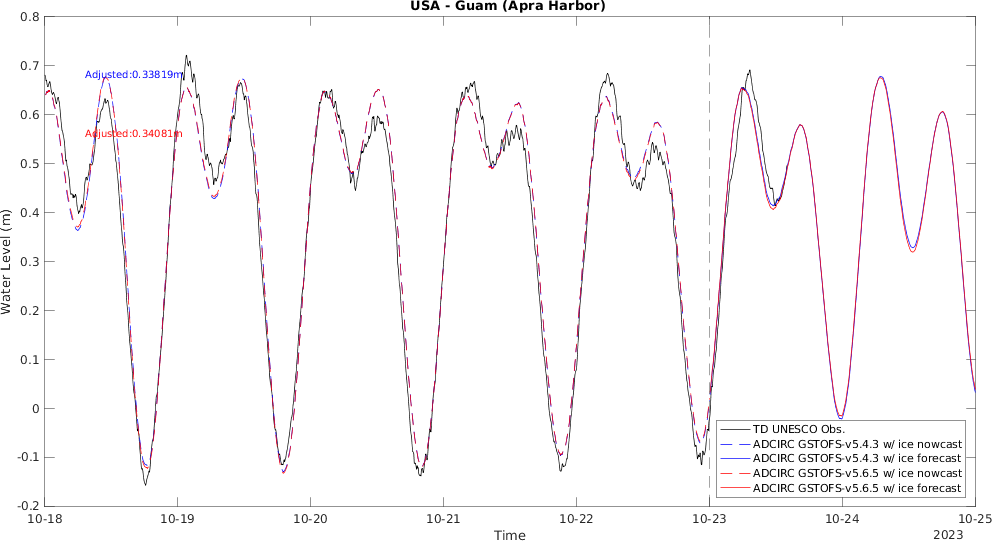 USA - Guam (Apra Harbor)
0.8
0.7
0.6
0.5
0.4
0.3
0.2
0.1
0
-0.1
-0.2
Water Level (m)
Adjusted:0.33819m
Adjusted:0.34081m
TD UNESCO Obs.
ADCIRC GSTOFS-v5.4.3 w/ ice nowcast
ADCIRC GSTOFS-v5.4.3 w/ ice forecast
ADCIRC GSTOFS-v5.6.5 w/ ice nowcast
ADCIRC GSTOFS-v5.6.5 w/ ice forecast
10-18 10-19 10-20 10-21 10-22 10-23 10-24 10-25
Time
2023